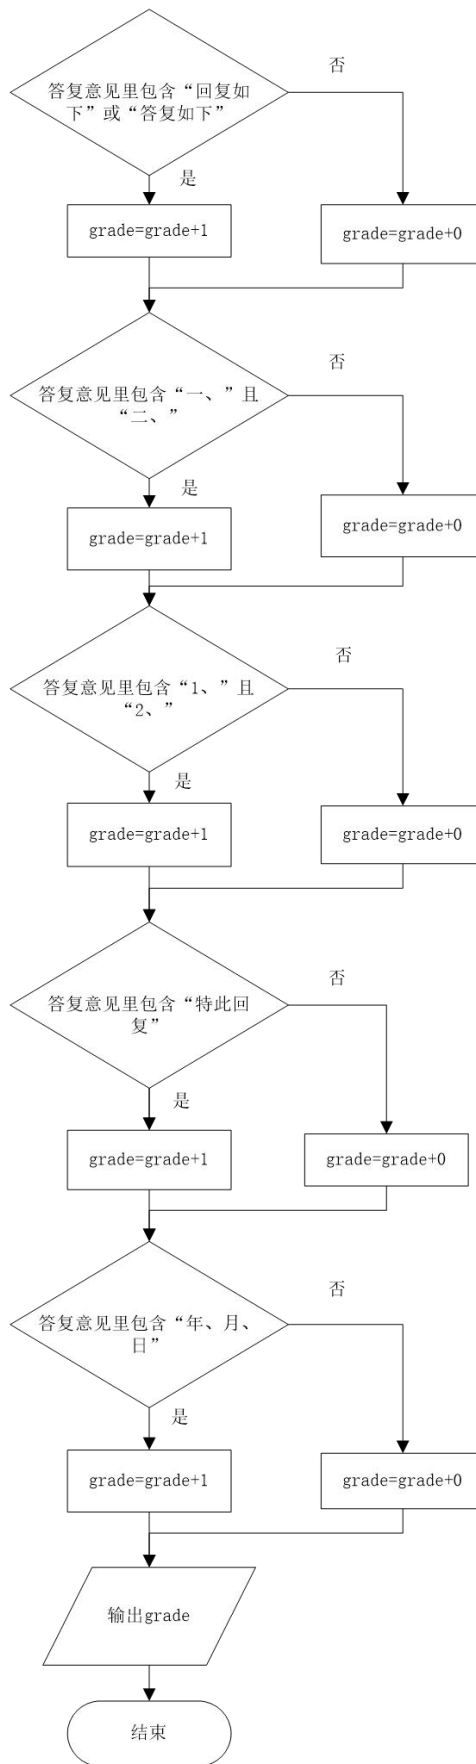 否
答复意见里包含“回复如
下”或“答复如下”
是
grade=grade+1
grade=grade+0
否
答复意见里包含“一、”且
“二、”
是
grade=grade+1
grade=grade+0
否
答复意见里包含“1、”且
“2、”
是
grade=grade+1
grade=grade+0
否
答复意见里包含“特此回
复”
是
grade=grade+1
grade=grade+0
否
答复意见里包含“年、月、
日”
是
grade=grade+1
grade=grade+0
输出grade
结束